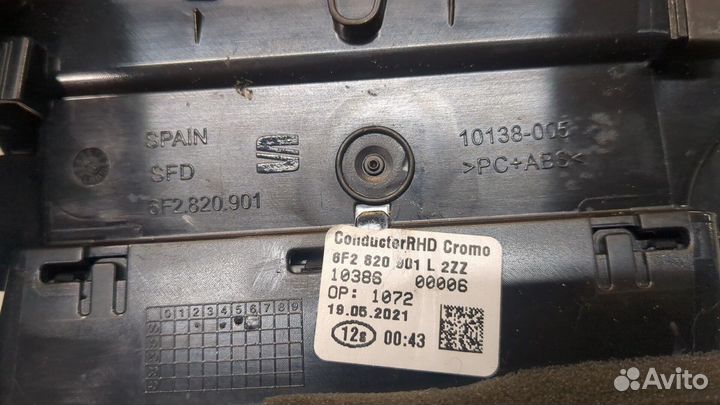 SPAIN
SFD
6F2.820.901
10138-005
>PC+ABS<
ConducterRHD Cromo
6F2 820 901 L 2ZZ
10386 00006
OP: 1072
19.05.2021
12s 00:43
0 1 2 3 4 5 6 7 8 9
Avito